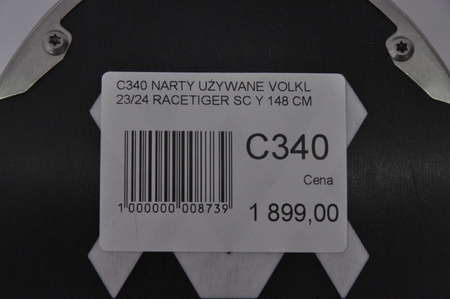 C340 NARTY UŻYWANE VOLKL
23/24 RACETIGER SC Y 148 CM
C340
Cena
1 899,00
1 000000 008739